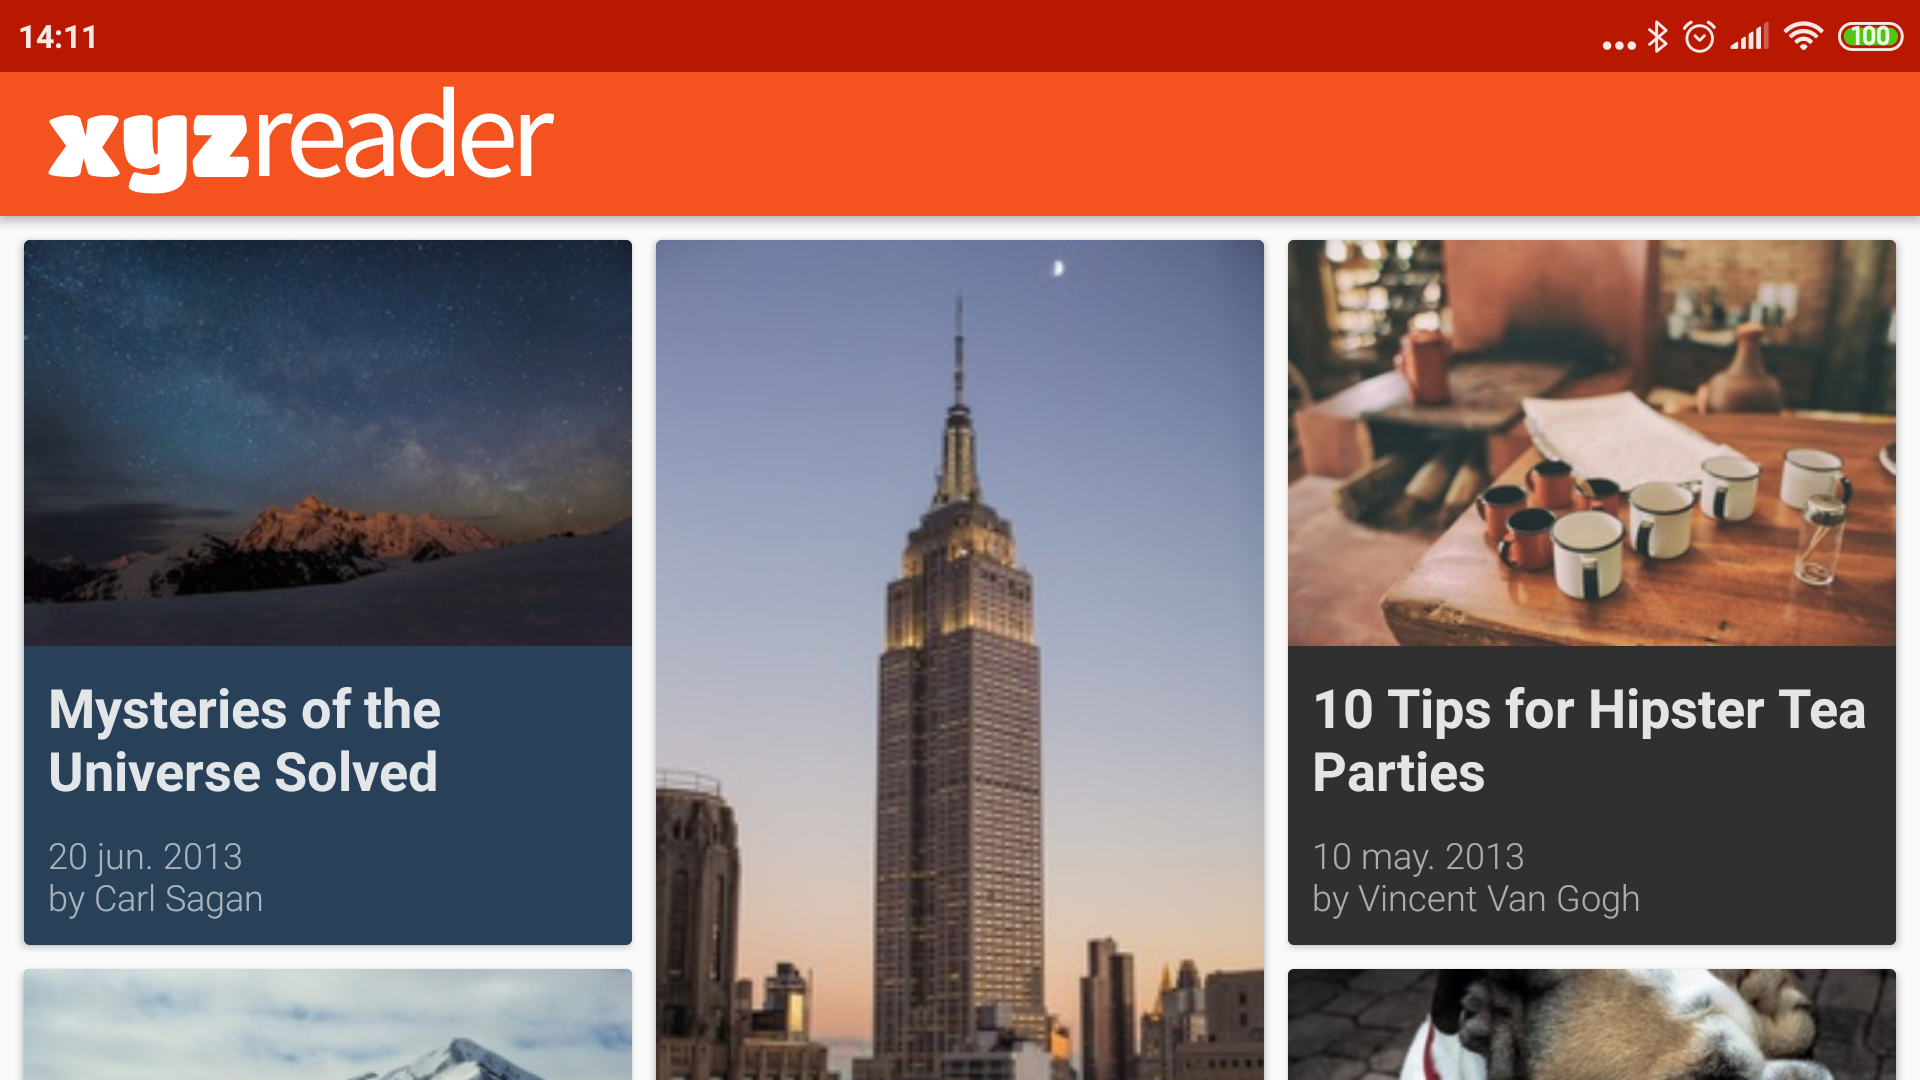 14:11
100
xyzreader
Mysteries of the
Universe Solved
20 jun. 2013
by Carl Sagan
10 Tips for Hipster Tea
Parties
10 may. 2013
by Vincent Van Gogh